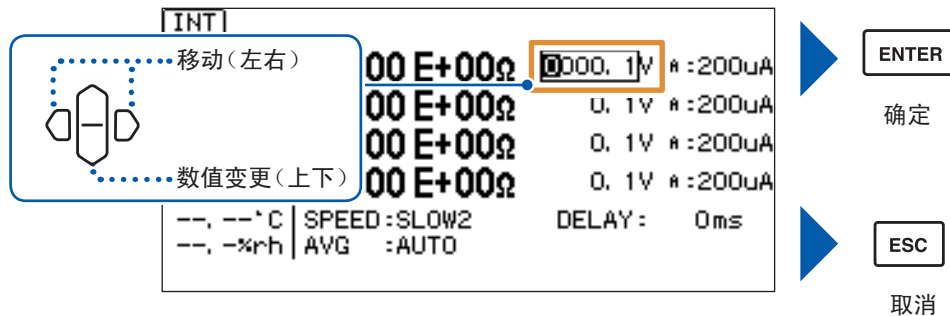 INT
移动（左右）
00 E+00Ω 0000. 1V A:200uA
00 E+00Ω 0. 1V A:200uA
00 E+00Ω 0. 1V A:200uA
数值变更（上下）
00 E+00Ω 0. 1V A:200uA
--. --°C SPEED:SLOW2 DELAY: 0ms
--. -%rh AVG :AUTO
ENTER
确定
ESC
取消